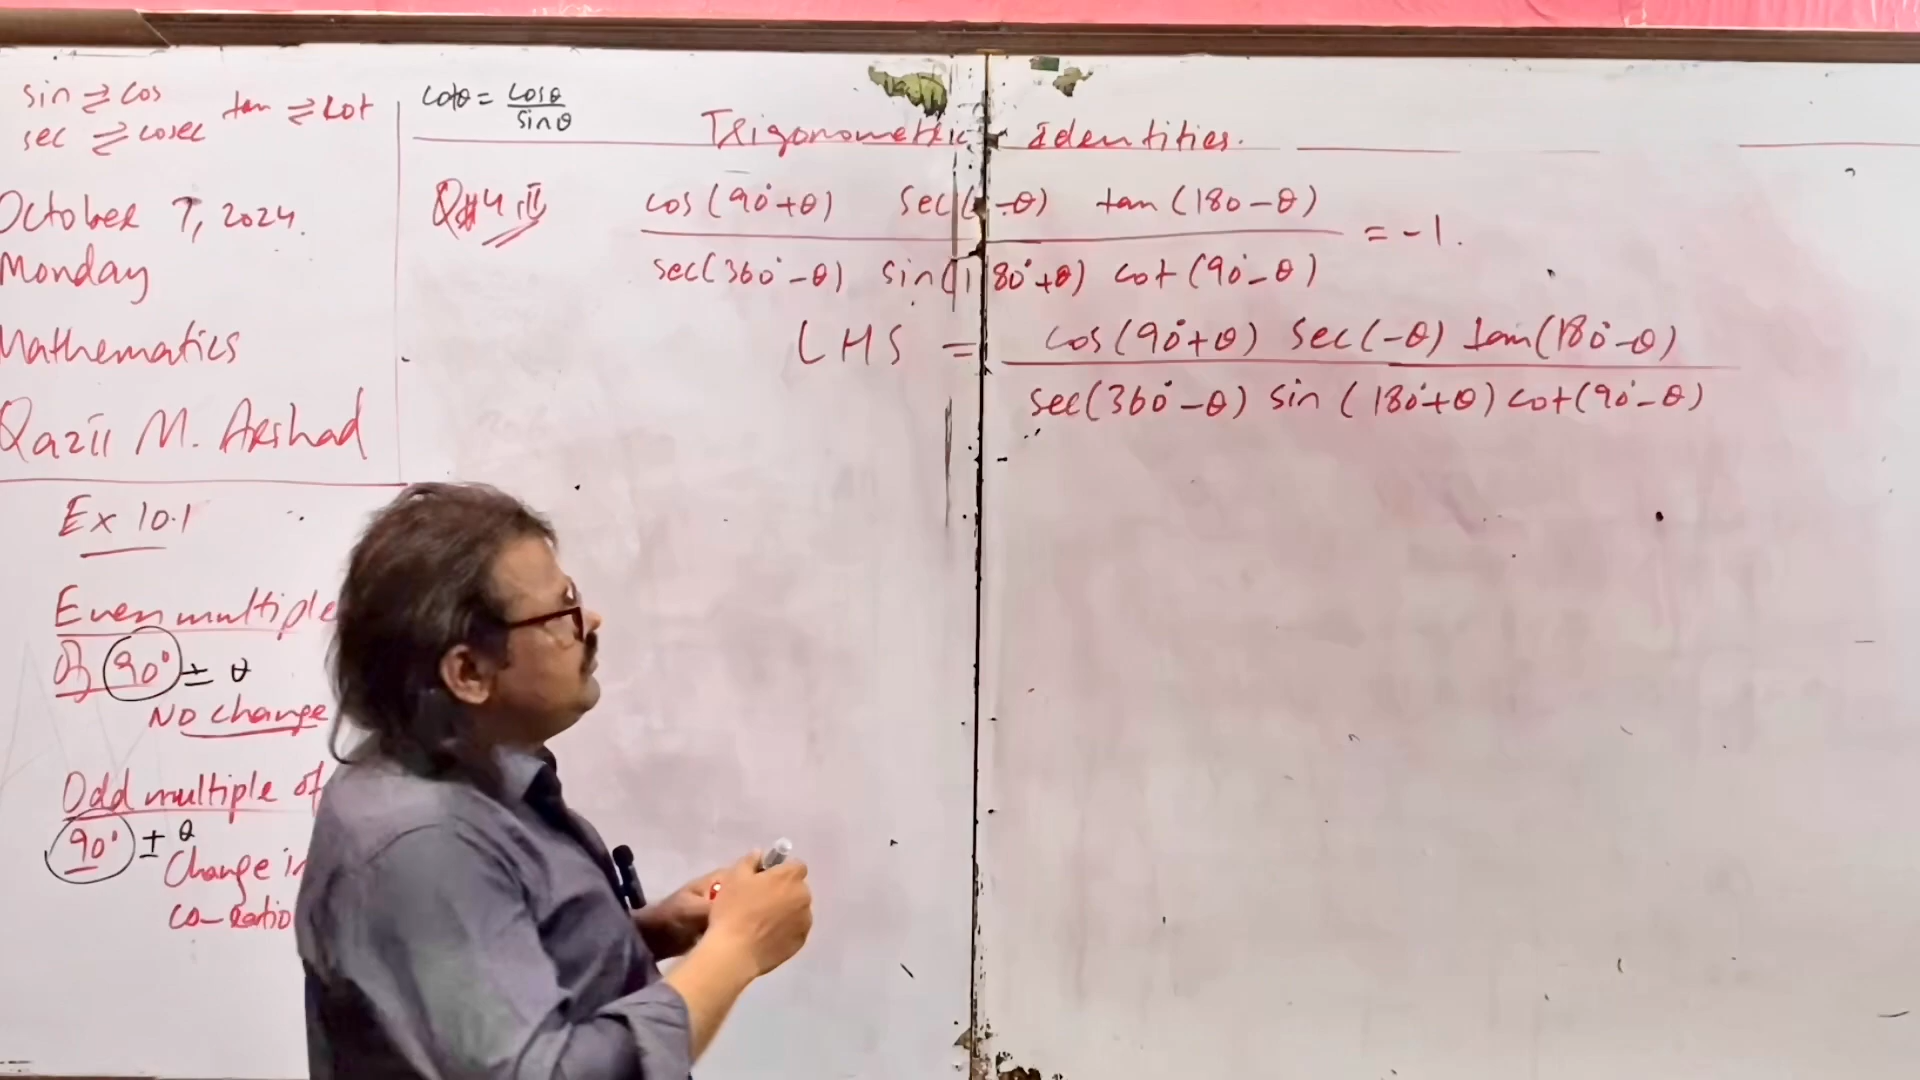 sin ⇌ cos
sec ⇌ cosec
tan ⇌ cot
cotθ = cosθ / sinθ
Trigonometric Identities.
October 7, 2024.
Monday
Mathematics
Qazii M. Arshad
Q#4 II
cos(90°+θ) sec(-θ) tan(180-θ)
sec(360°-θ) sin(180°+θ) cot(90°-θ)
= -1.
LHS =
cos(90°+θ) sec(-θ) tan(180°-θ)
sec(360°-θ) sin(180°+θ) cot(90°-θ)
Ex 10.1
Even multiple
of 90° ± θ
No change
Odd multiple of
90° ± θ
Change in
co-ratio